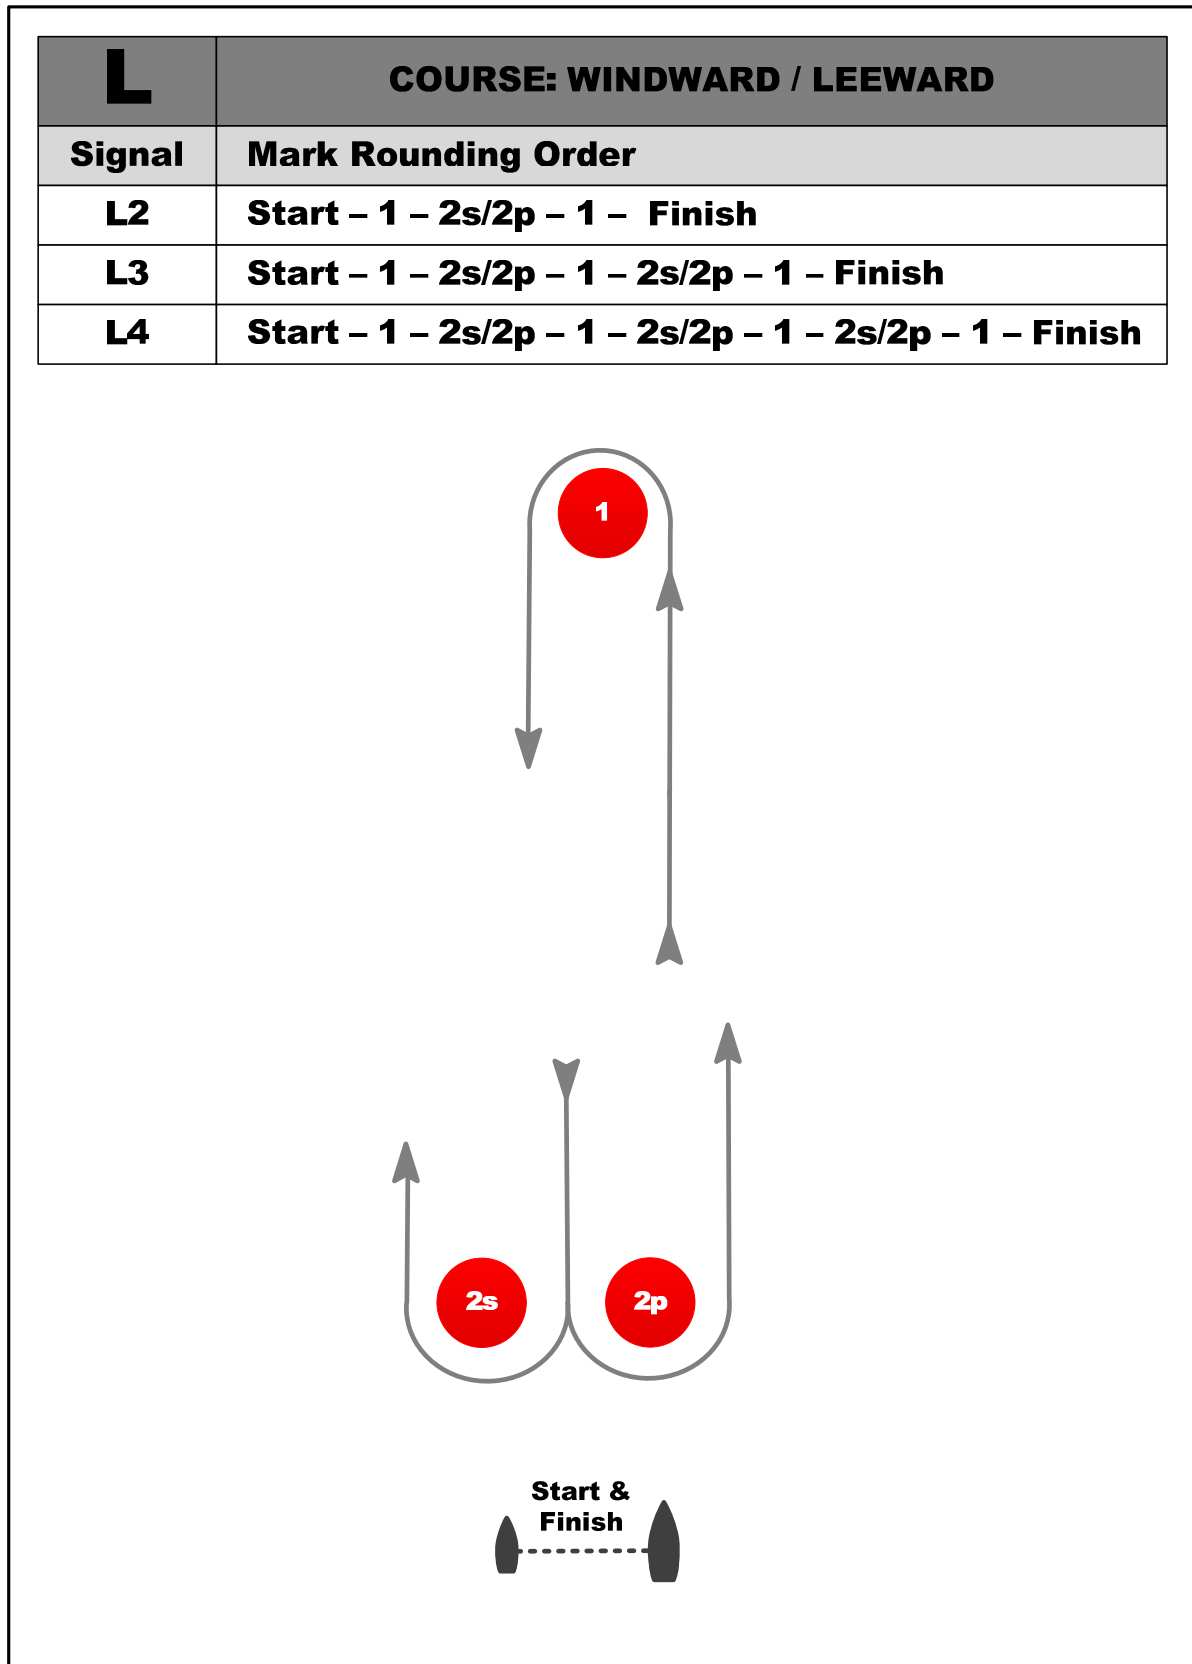 L
COURSE: WINDWARD / LEEWARD
Signal Mark Rounding Order
L2 Start – 1 – 2s/2p – 1 – Finish
L3 Start – 1 – 2s/2p – 1 – 2s/2p – 1 – Finish
L4 Start – 1 – 2s/2p – 1 – 2s/2p – 1 – 2s/2p – 1 – Finish
1
2s
2p
Start &
Finish